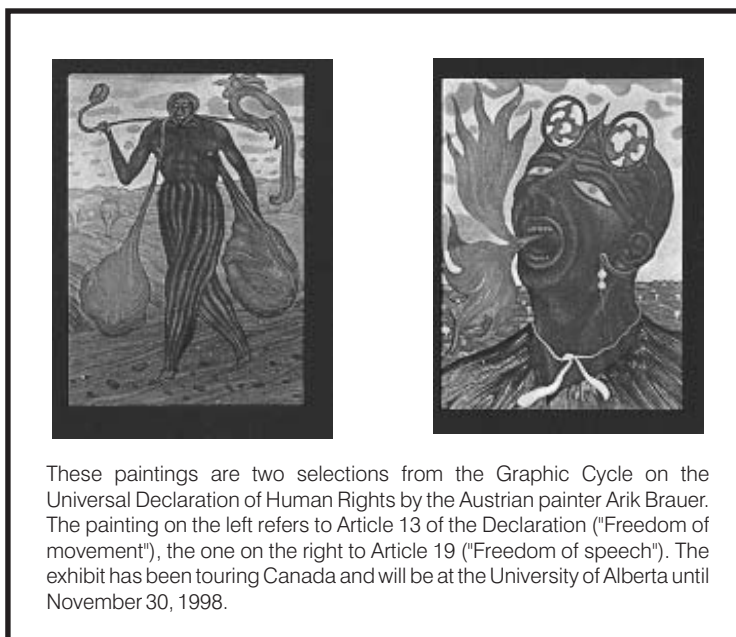 These paintings are two selections from the Graphic Cycle on the
Universal Declaration of Human Rights by the Austrian painter Arik Brauer.
The painting on the left refers to Article 13 of the Declaration ("Freedom of
movement"), the one on the right to Article 19 ("Freedom of speech"). The
exhibit has been touring Canada and will be at the University of Alberta until
November 30, 1998.